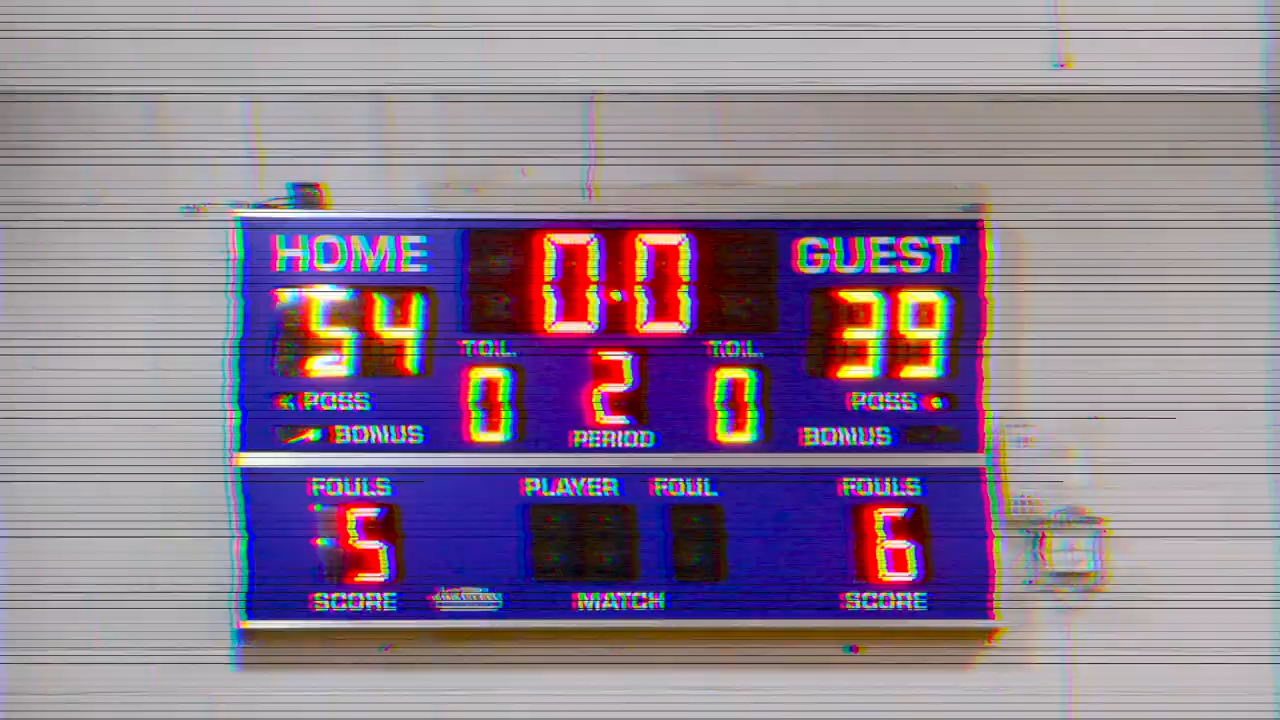 HOME 0.0 GUEST
54 39
T.O.L. T.O.L.
0 2 0
POSS POSS
BONUS PERIOD BONUS
FOULS PLAYER FOUL FOULS
5 6
SCORE MATCH SCORE